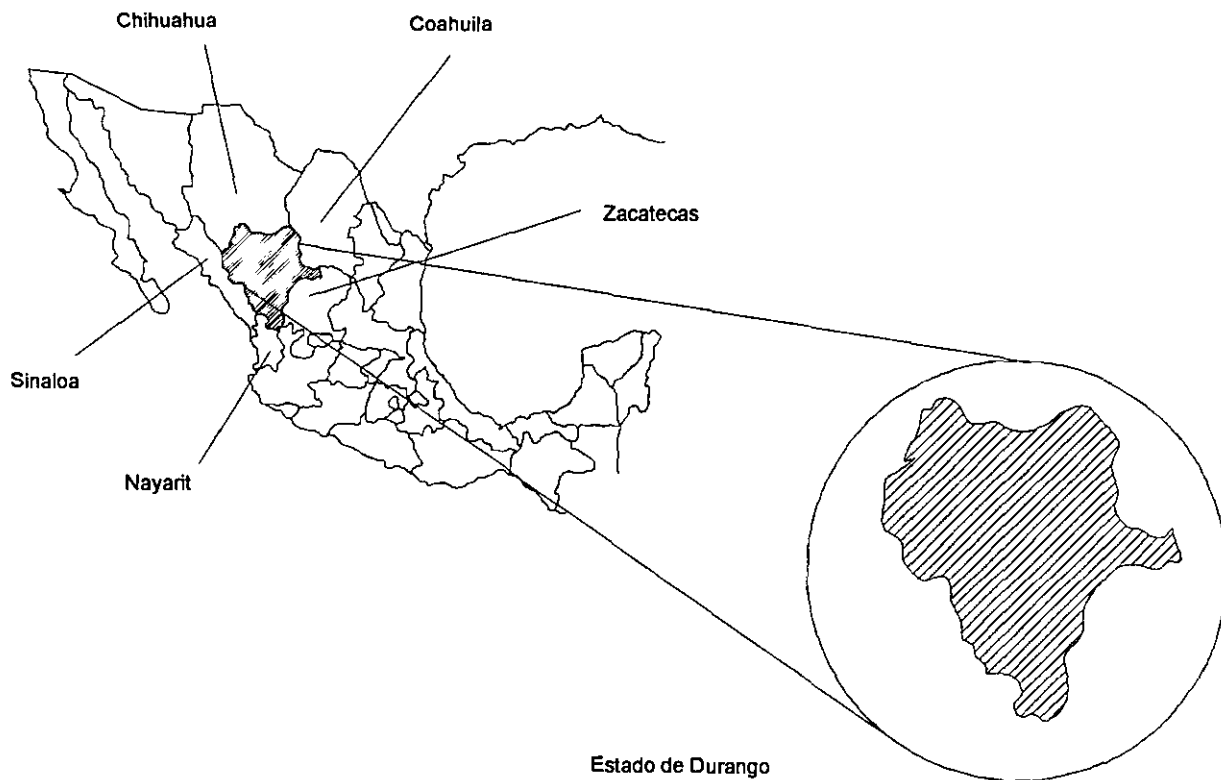 Chihuahua
Coahuila
Zacatecas
Sinaloa
Nayarit
Estado de Durango